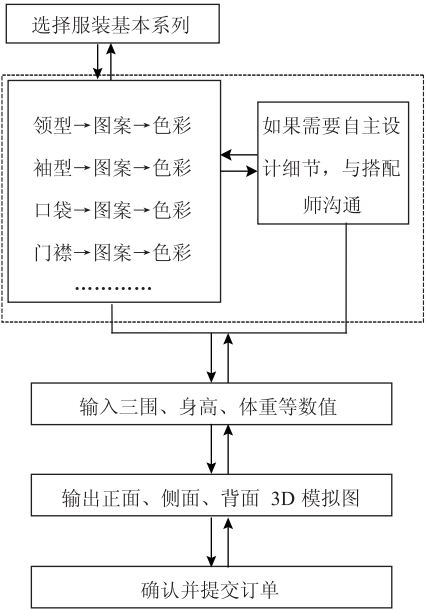 选择服装基本系列
领型→图案→色彩
袖型→图案→色彩
口袋→图案→色彩
门襟→图案→色彩
…………
如果需要自主设
计细节，与搭配
师沟通
输入三围、身高、体重等数值
输出正面、侧面、背面 3D 模拟图
确认并提交订单